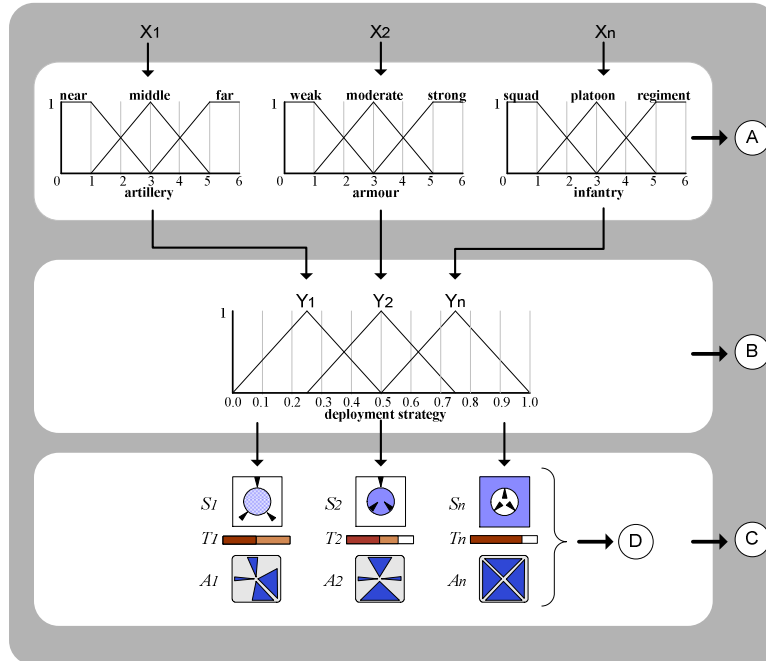 X1 X2 Xn
near middle far weak moderate strong squad platoon regiment
1 1 1
A
0 1 2 3 4 5 6 0 1 2 3 4 5 6 0 1 2 3 4 5 6
artillery armour infantry
Y1 Y2 Yn
1
B
0.0 0.1 0.2 0.3 0.4 0.5 0.6 0.7 0.8 0.9 1.0
deployment strategy
S1 S2 Sn
T1 T2 Tn D C
A1 A2 An